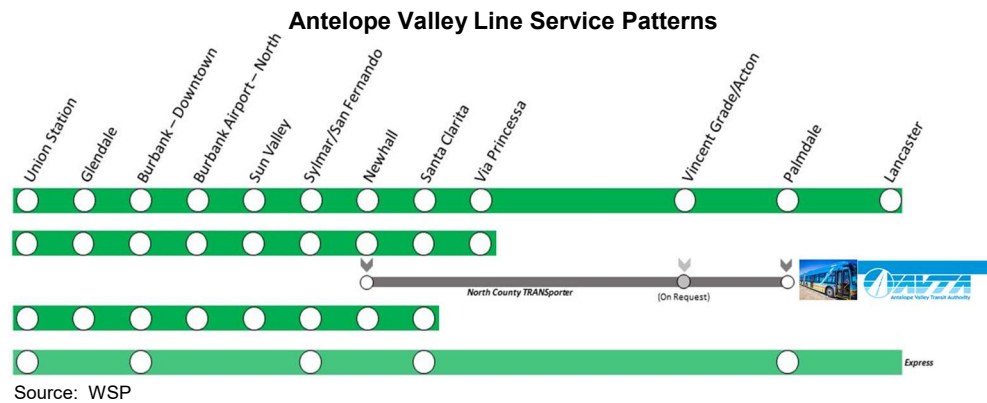 Antelope Valley Line Service Patterns
Union Station
Glendale
Burbank – Downtown
Burbank Airport – North
Sun Valley
Sylmar/San Fernando
Newhall
Santa Clarita
Via Princessa
Vincent Grade/Acton
Palmdale
Lancaster
North County TRANSporter
(On Request)
AVTA
Antelope Valley Transit Authority
Express
Source: WSP